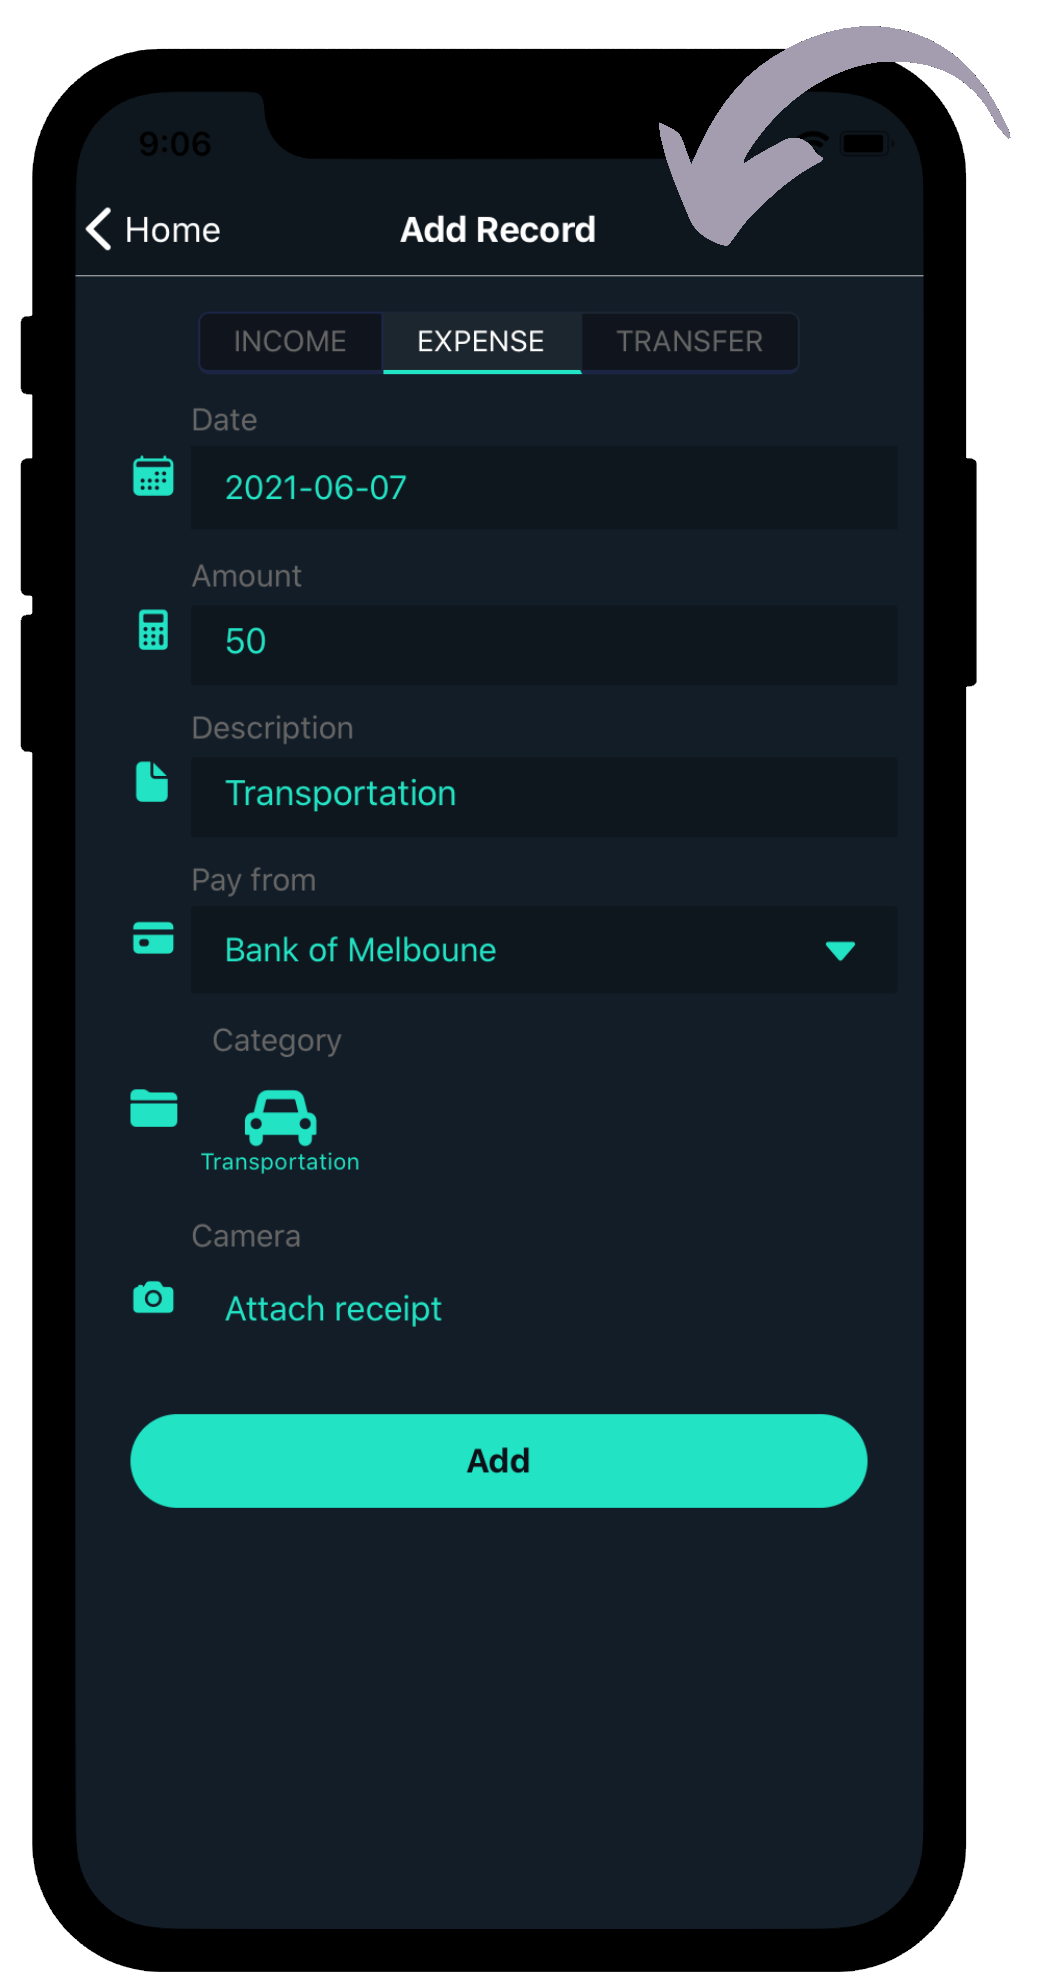 9:06
Home
Add Record
INCOME
EXPENSE
TRANSFER
Date
2021-06-07
Amount
50
Description
Transportation
Pay from
Bank of Melboune
Category
Transportation
Camera
Attach receipt
Add